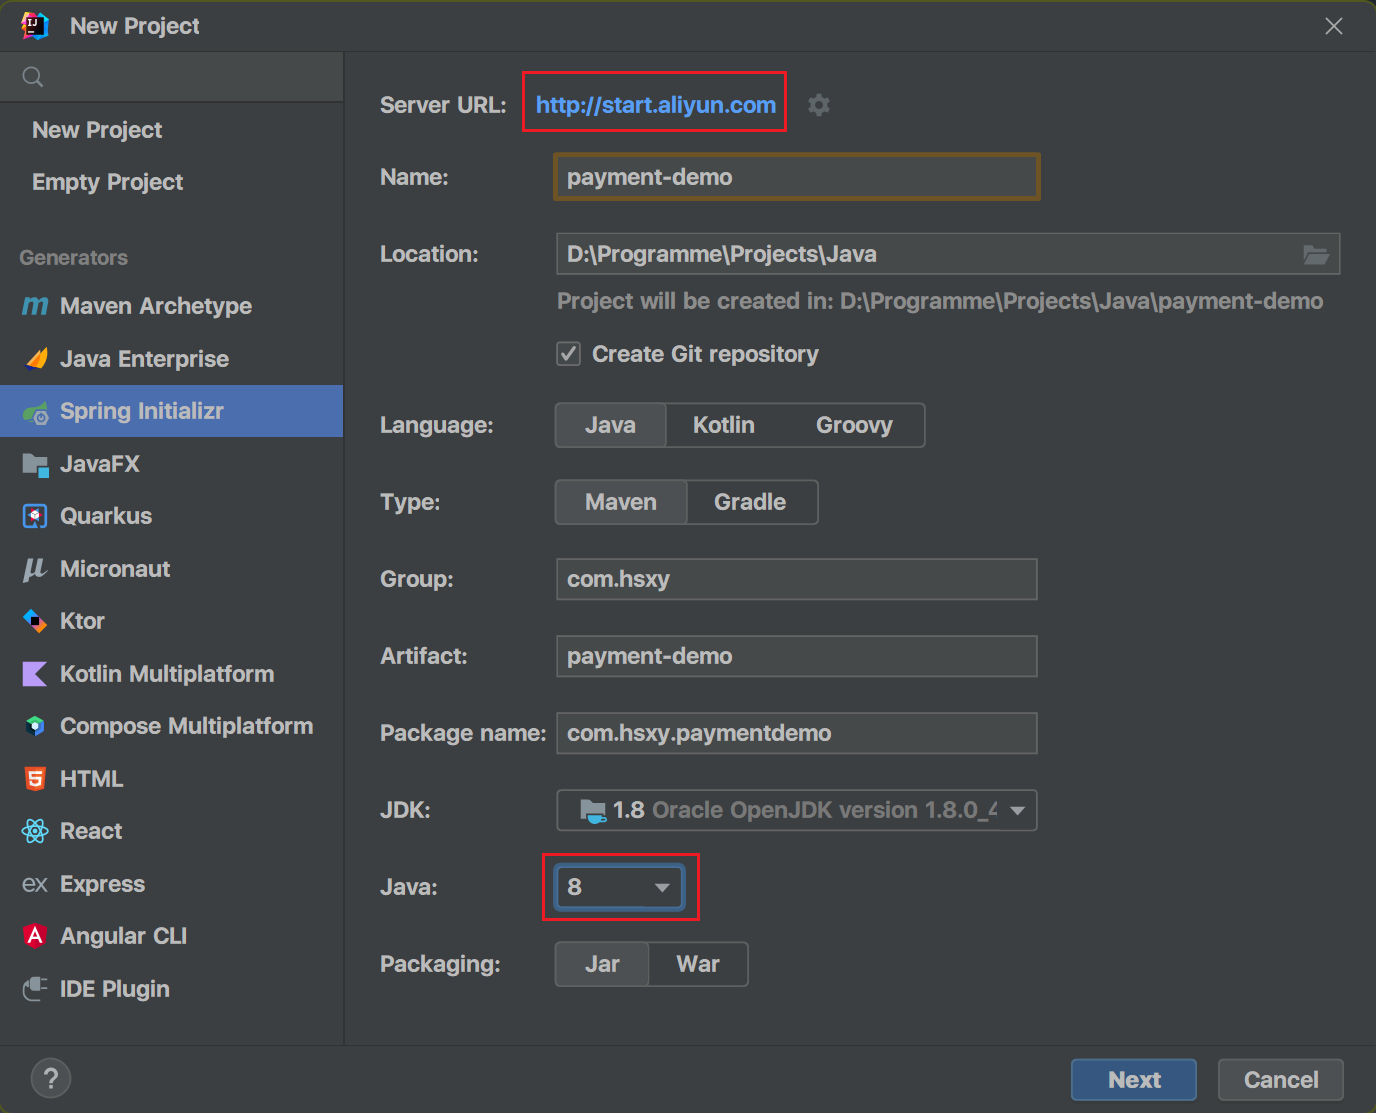 New Project
New Project
Empty Project
Generators
Maven Archetype
Java Enterprise
Spring Initializr
JavaFX
Quarkus
Micronaut
Ktor
Kotlin Multiplatform
Compose Multiplatform
HTML
React
Express
Angular CLI
IDE Plugin
Server URL: http://start.aliyun.com
Name: payment-demo
Location: D:\Programme\Projects\Java
Project will be created in: D:\Programme\Projects\Java\payment-demo
Create Git repository
Language: Java Kotlin Groovy
Type: Maven Gradle
Group: com.hsxy
Artifact: payment-demo
Package name: com.hsxy.paymentdemo
JDK: 1.8 Oracle OpenJDK version 1.8.0_4
Java: 8
Packaging: Jar War
? Next Cancel